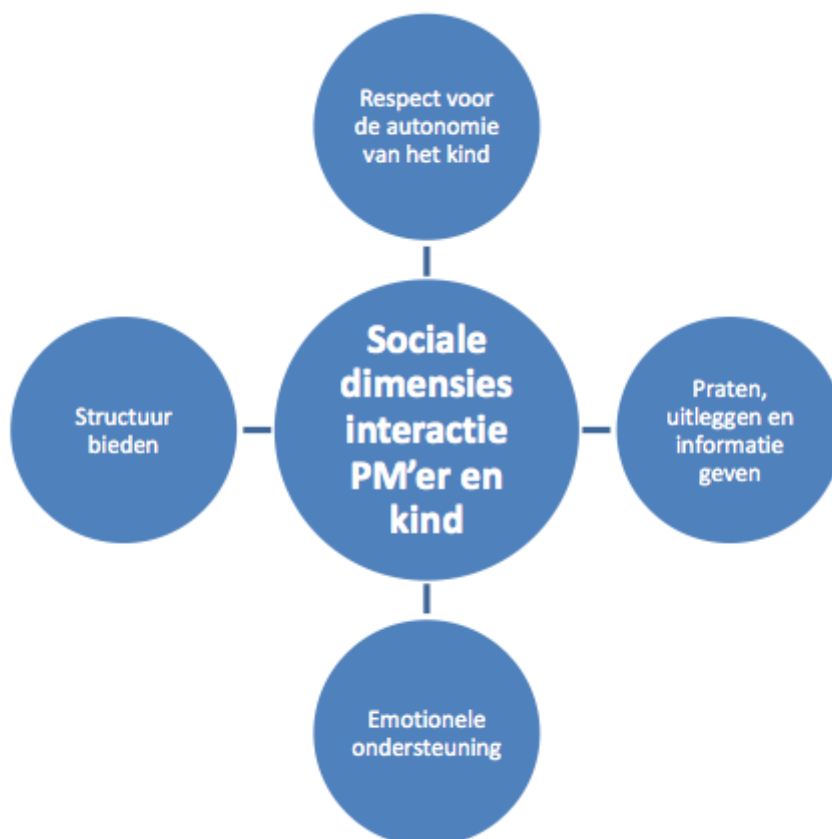 Respect voor
de autonomie
van het kind
Structuur
bieden
Sociale
dimensies
interactie
PM'er en
kind
Praten,
uitleggen en
informatie
geven
Emotionele
ondersteuning